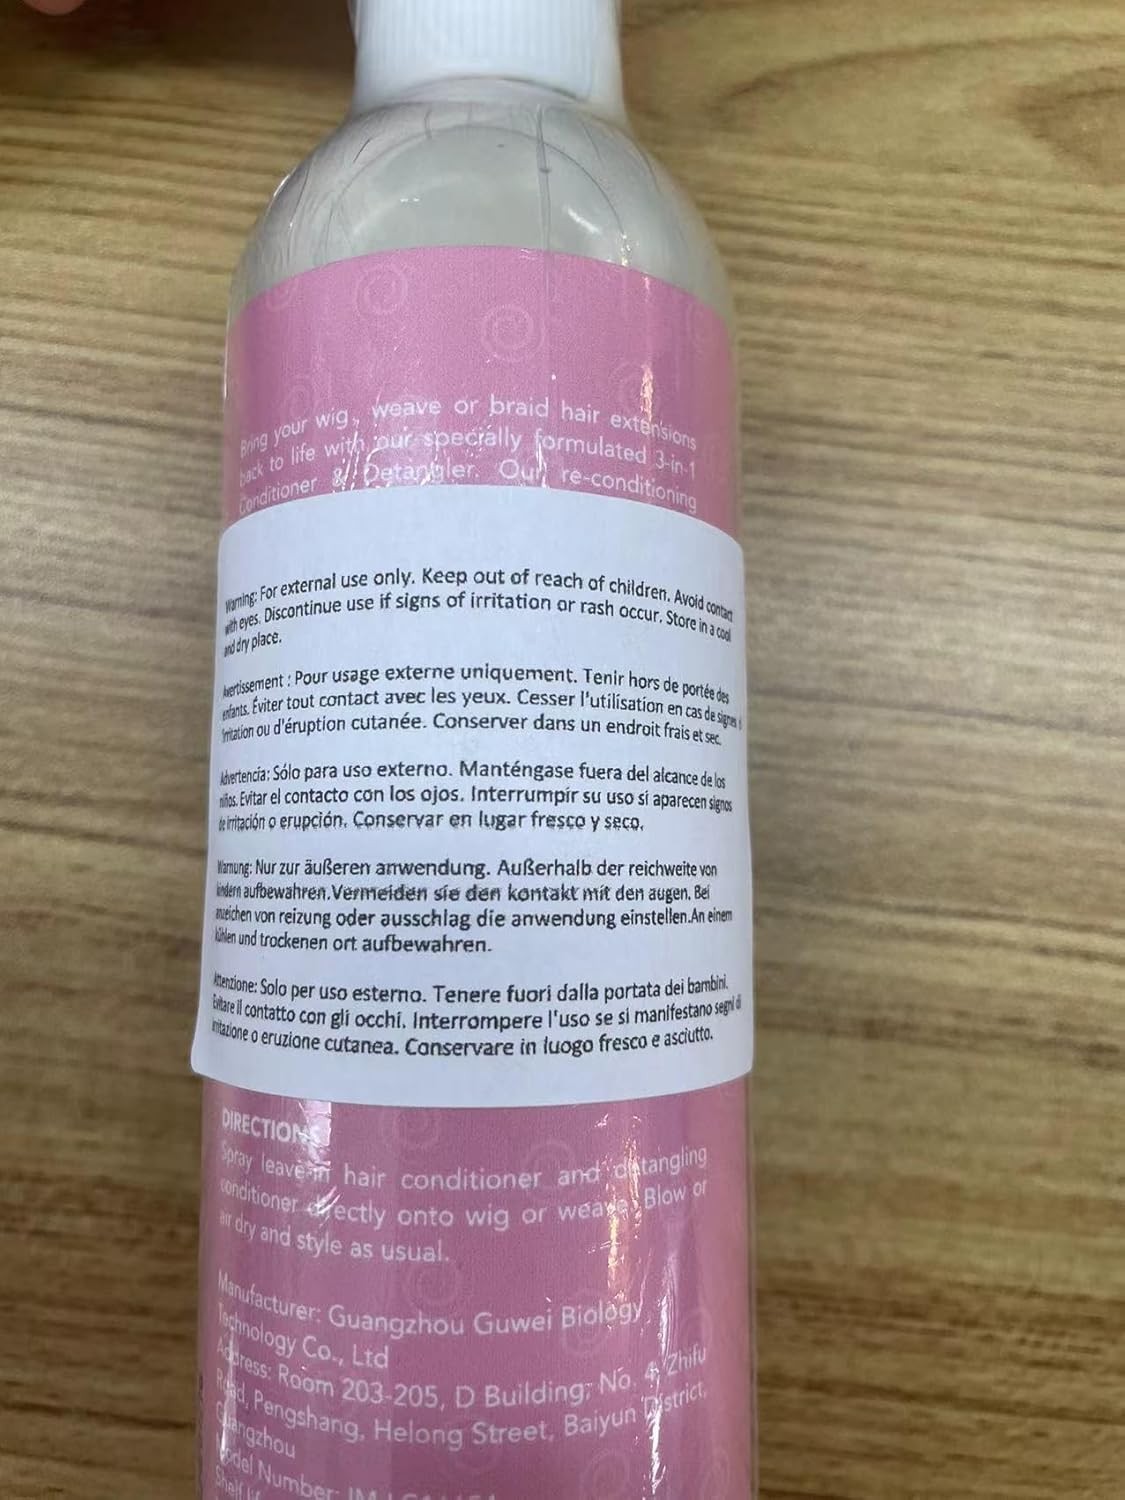 Bring your wig, weave or braid hair extensions
back to life with our specially formulated 3-in-1
Conditioner & Detangler. Our re-conditioning
Warning: For external use only. Keep out of reach of children. Avoid contact
with eyes. Discontinue use if signs of irritation or rash occur. Store in a cool
and dry place.
Avertissement : Pour usage externe uniquement. Tenir hors de portée des
enfants. Éviter tout contact avec les yeux. Cesser l'utilisation en cas de signes
irritation ou d'éruption cutanée. Conserver dans un endroit frais et sec.
Advertencia: Sólo para uso externo. Manténgase fuera del alcance de los
niños. Evitar el contacto con los ojos. Interrumpir su uso si aparecen signos
de irritación o erupción. Conservar en lugar fresco y seco.
Warnung: Nur zur äußeren anwendung. Außerhalb der reichweite von
kindern aufbewahren.Vermeiden sie den kontakt mit den augen. Bei
anzeichen von reizung oder ausschlag die anwendung einstellen.An einem
kühlen und trockenen ort aufbewahren.
Attenzione: Solo per uso esterno. Tenere fuori dalla portata dei bambini.
Evitare il contatto con gli occhi. Interrompere l'uso se si manifestano segni di
irritazione o eruzione cutanea. Conservare in luogo fresco e asciutto.
DIRECTIONS
Spray leave-in hair conditioner and detangling
conditioner directly onto wig or weave. Blow or
air dry and style as usual.
Manufacturer: Guangzhou Guwei Biology
Technology Co., Ltd
Address: Room 203-205, D Building, No. 4, Zhifu
Road, Pengshang, Helong Street, Baiyun District,
Guangzhou
Model Number:
Shelf